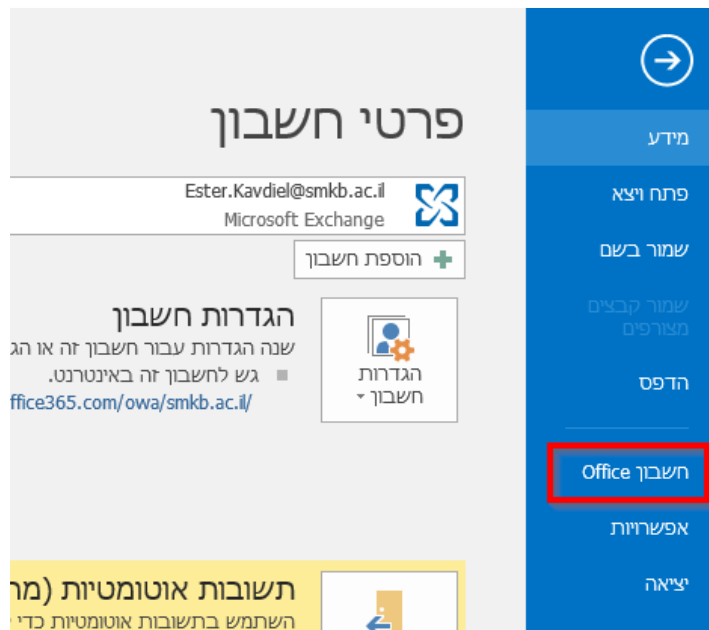 מידע
פתח ויצא
שמור בשם
שמור קבצים
מצורפים
הדפס
חשבון Office
אפשרויות
יציאה
פרטי חשבון
Ester.Kavdiel@smkb.ac.il
Microsoft Exchange
הוספת חשבון
הגדרות
חשבון
הגדרות חשבון
שנה הגדרות עבור חשבון זה או הג
גש לחשבון זה באינטרנט.
ffice365.com/owa/smkb.ac.il/
תשובות אוטומטיות (מח
השתמש בתשובות אוטומטיות כדי